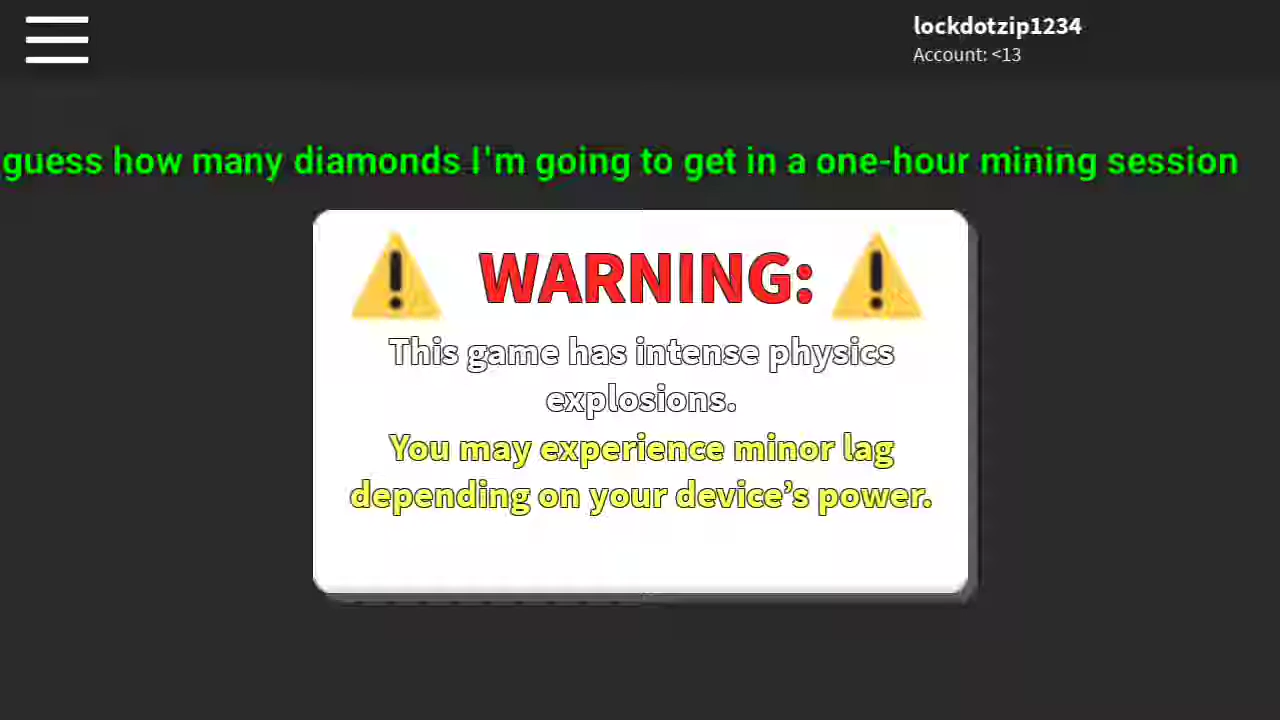 lockdotzip1234
Account: <13
guess how many diamonds I'm going to get in a one-hour mining session
WARNING:
This game has intense physics
explosions.
You may experience minor lag
depending on your device’s power.